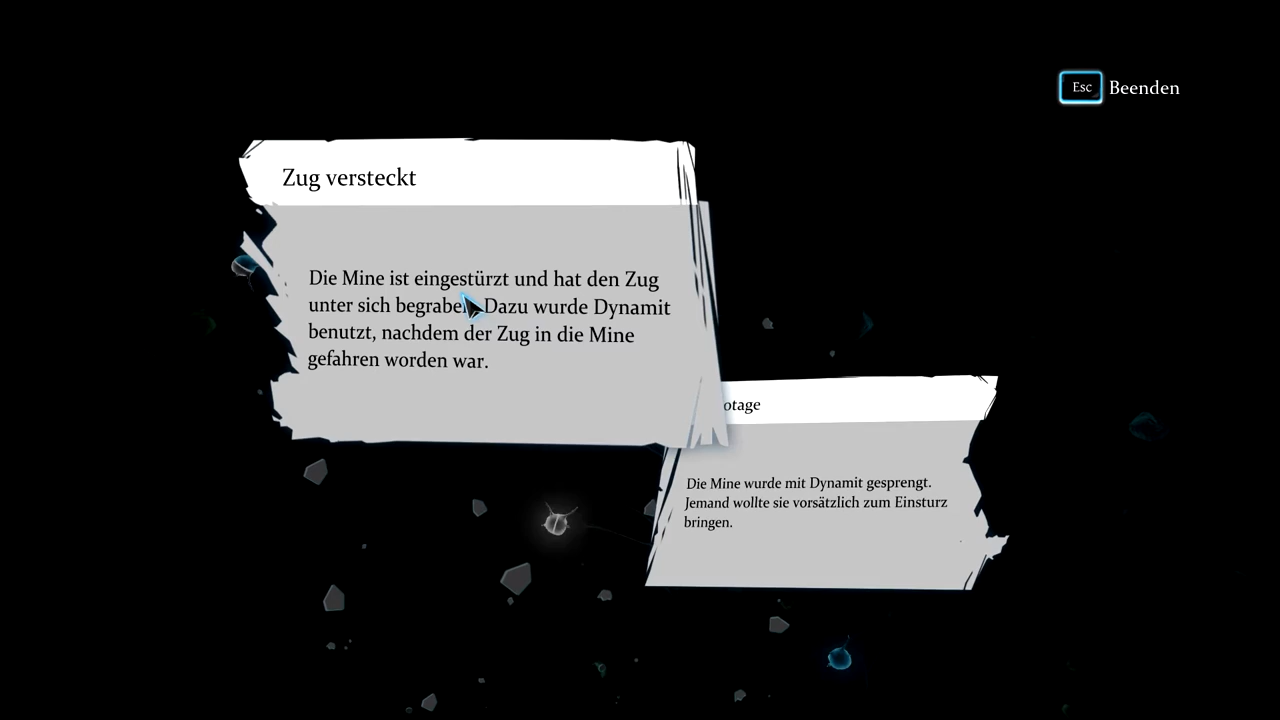 Esc Beenden
Zug versteckt
Die Mine ist eingestürzt und hat den Zug
unter sich Dazu wurde Dynamit
benutzt, nachdem der Zug in die Mine
gefahren worden war.
otage
Die Mine wurde mit Dynamit gesprengt.
Jemand wollte sie vorsätzlich zum Einsturz
bringen.